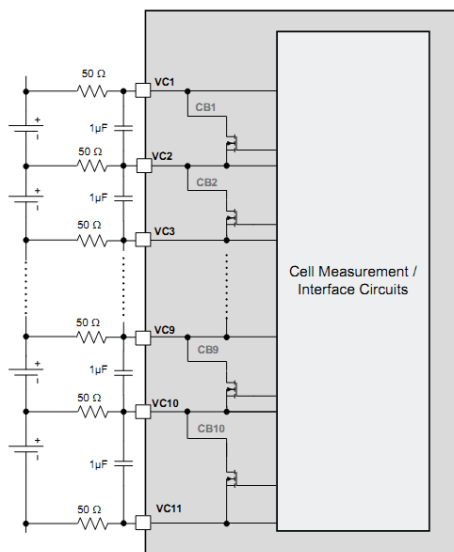 50 Ω
VC1
CB1
+
1µF
-
50 Ω
VC2
CB2
+
1µF
-
50 Ω
VC3
Cell Measurement /
Interface Circuits
50 Ω
VC9
CB9
+
1µF
-
50 Ω
VC10
CB10
+
1µF
-
50 Ω
VC11